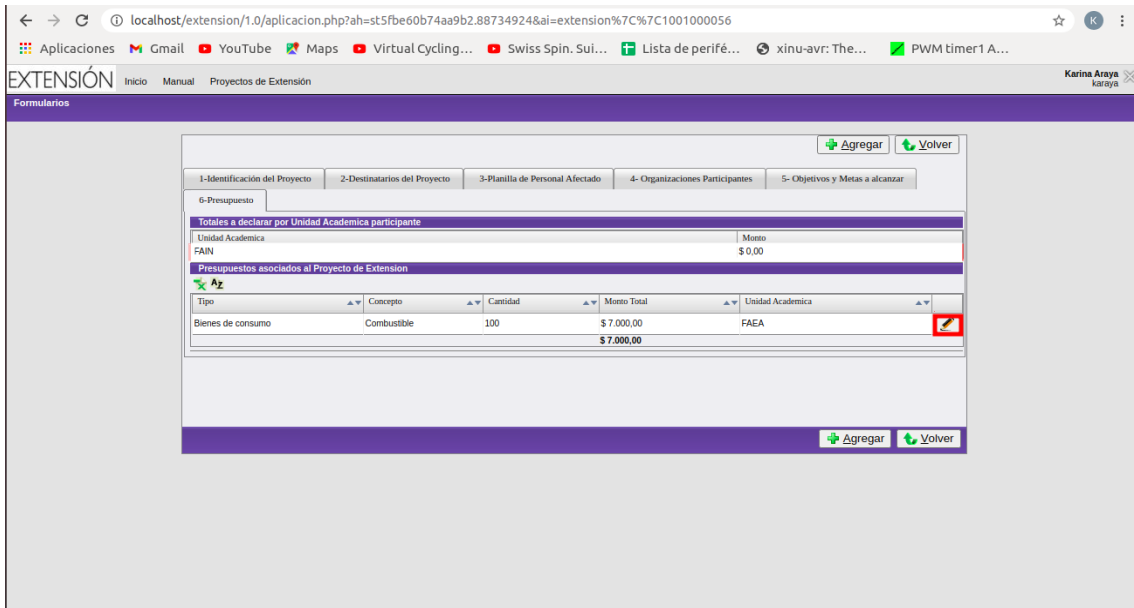 localhost/extension/1.0/aplicacion.php?ah=st5fbe60b74aa9b2.88734924&ai=extension%7C%7C1001000056 K
Aplicaciones Gmail YouTube Maps Virtual Cycling... Swiss Spin. Sui... Lista de perifé... xinu-avr: The... PWM timer1 A...
EXTENSIÓN Inicio Manual Proyectos de Extensión Karina Araya
karaya
Formularios
Agregar Volver
1-Identificación del Proyecto 2-Destinatarios del Proyecto 3-Planilla de Personal Afectado 4- Organizaciones Participantes 5- Objetivos y Metas a alcanzar
6-Presupuesto
Totales a declarar por Unidad Academica participante
Unidad Academica Monto
FAIN $ 0,00
Presupuestos asociados al Proyecto de Extension
AZ
Tipo Concepto Cantidad Monto Total Unidad Academica
Bienes de consumo Combustible 100 $ 7.000,00 FAEA
$ 7.000,00
Agregar Volver